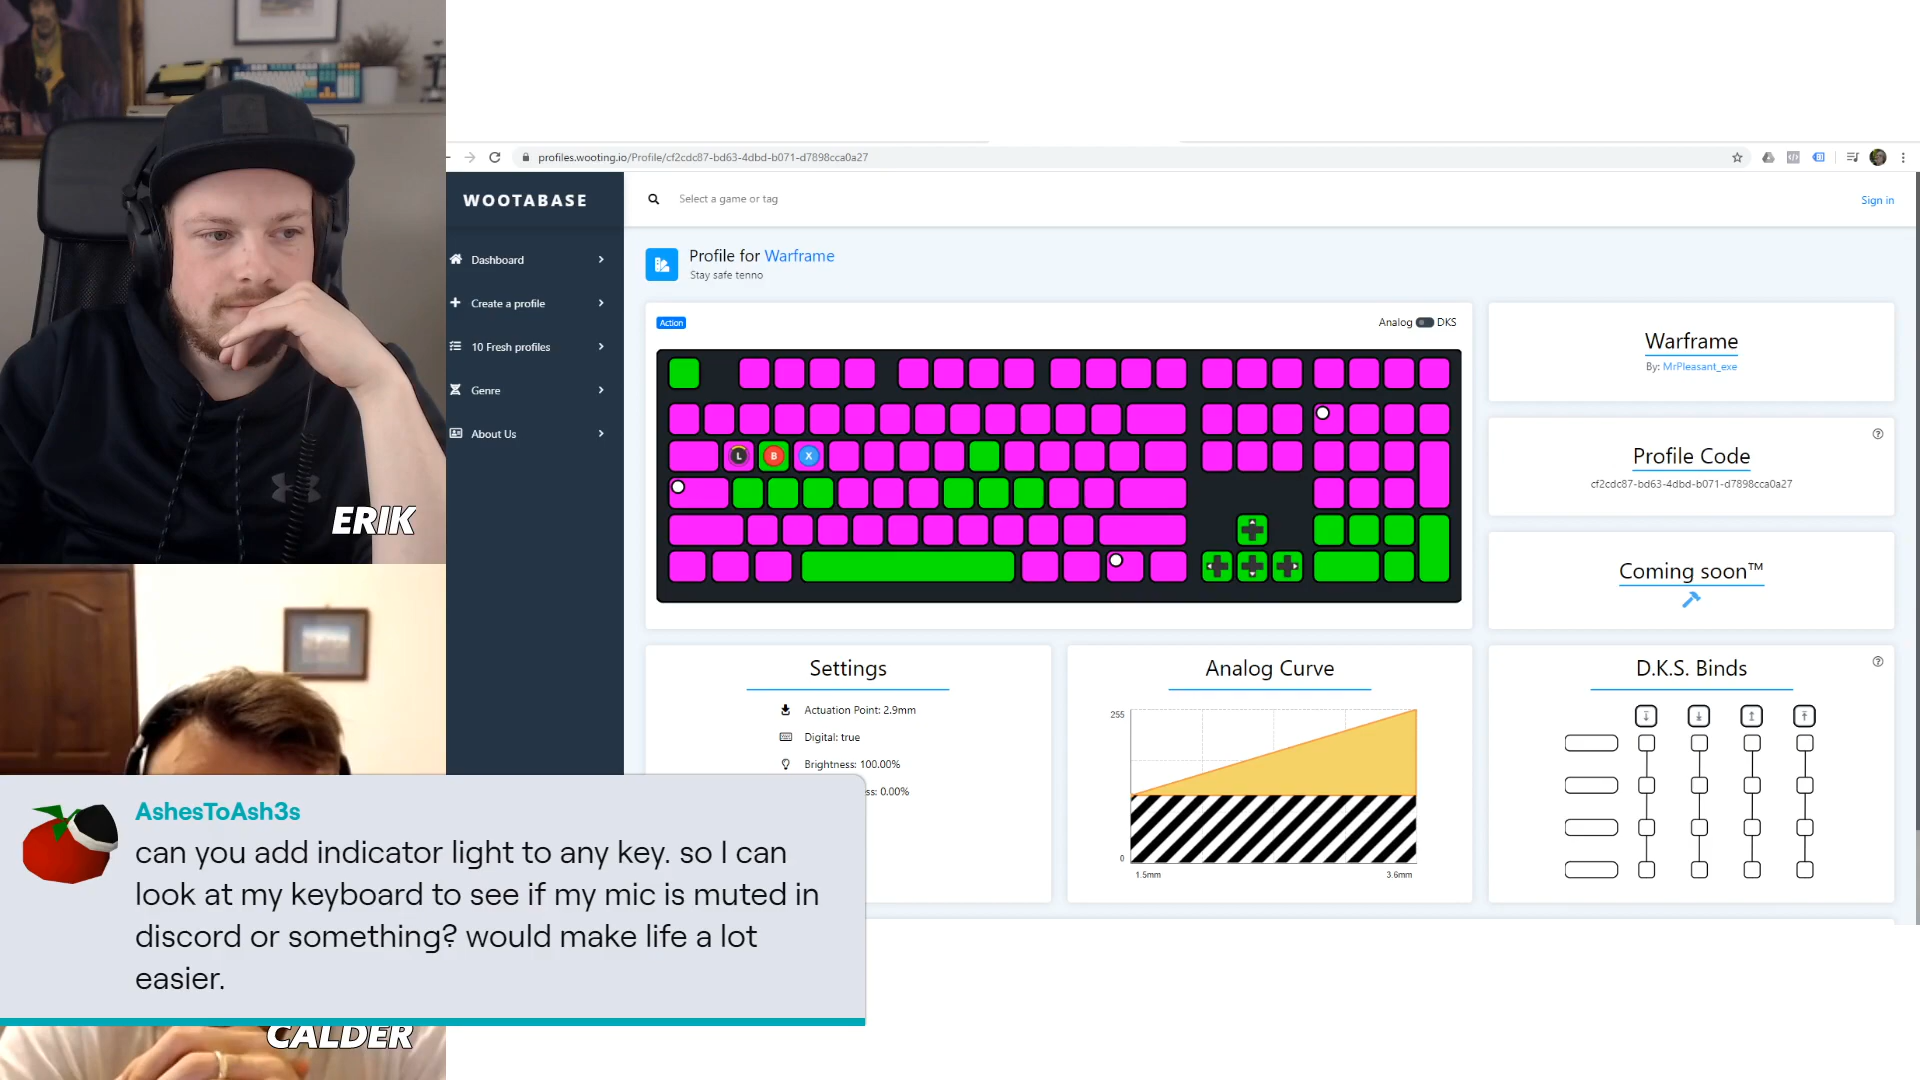 profiles.wooting.io/Profile/cf2cdc87-bd63-4dbd-b071-d7898cca0a27
WOOTABASE
Select a game or tag
Sign in
Dashboard
Create a profile
10 Fresh profiles
Genre
About Us
Profile for Warframe
Stay safe tenno
Action
Analog DKS
L B X
Warframe
By: MrPleasant_exe
Profile Code
cf2cdc87-bd63-4dbd-b071-d7898cca0a27
Coming soon™
Settings
Actuation Point: 2.9mm
Digital: true
Brightness: 100.00%
ss: 0.00%
Analog Curve
255
0
1.5mm 3.6mm
D.K.S. Binds
ERIK
AshesToAsh3s
can you add indicator light to any key. so I can
look at my keyboard to see if my mic is muted in
discord or something? would make life a lot
easier.
CALDER